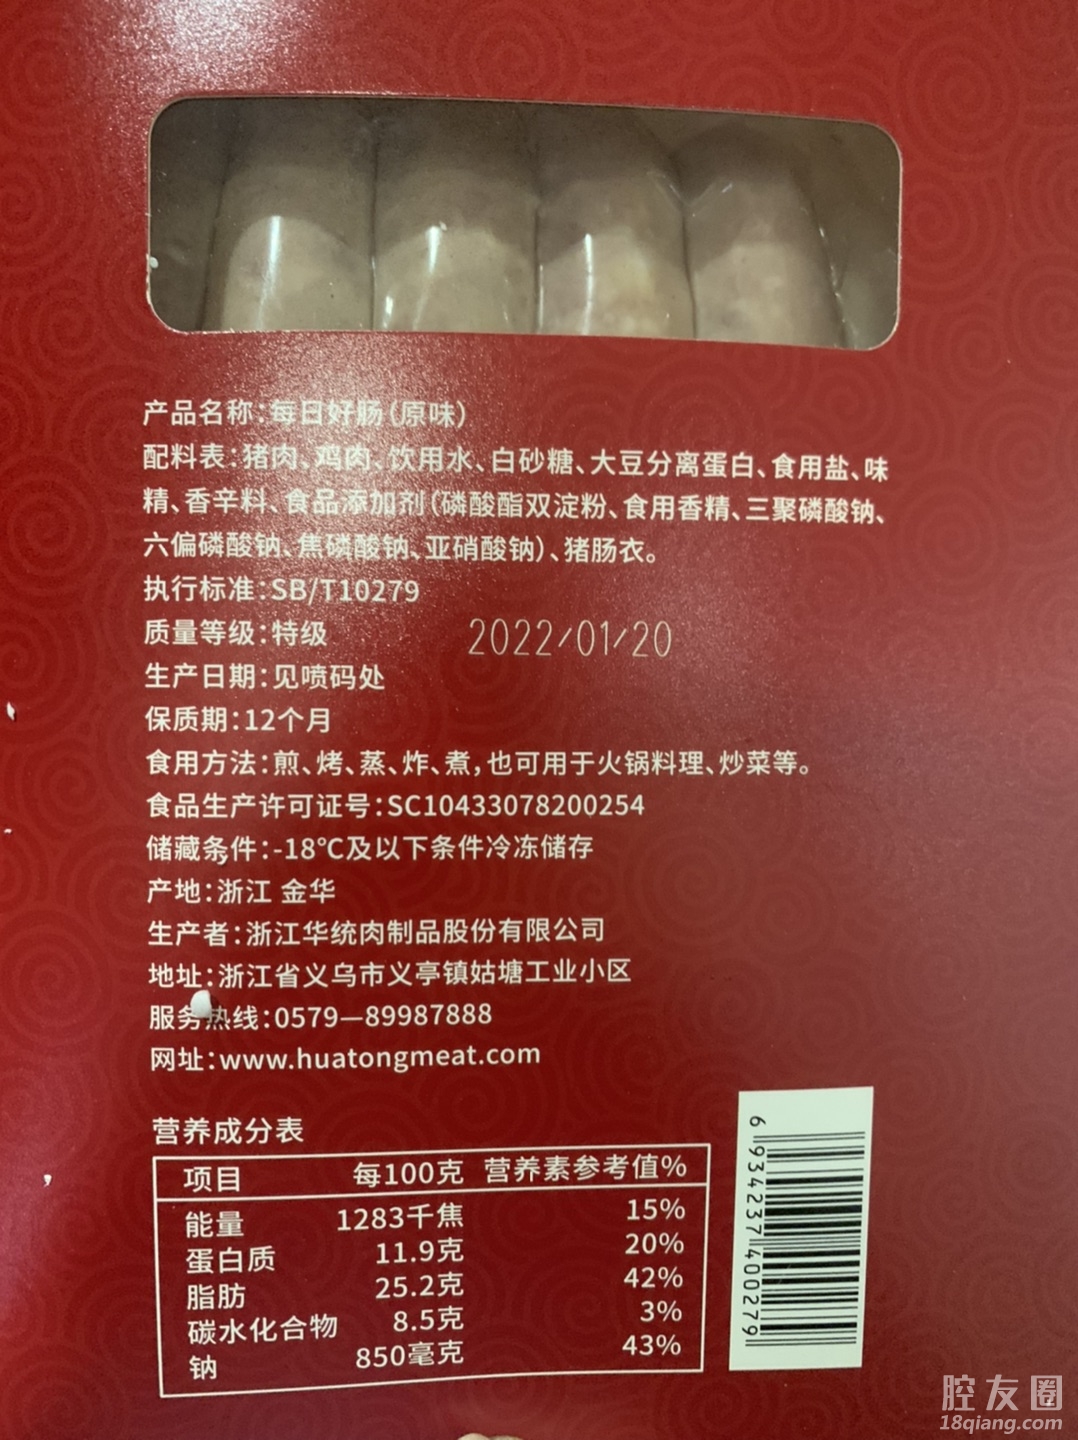 产品名称:每日好肠(原味)
配料表:猪肉、鸡肉、饮用水、白砂糖、大豆分离蛋白、食用盐、味
精、香辛料、食品添加剂(磷酸酯双淀粉、食用香精、三聚磷酸钠、
六偏磷酸钠、焦磷酸钠、亚硝酸钠)、猪肠衣。
执行标准:SB/T10279
质量等级:特级
2022/01/20
生产日期:见喷码处
保质期:12个月
食用方法:煎、烤、蒸、炸、煮,也可用于火锅料理、炒菜等。
食品生产许可证号:SC10433078200254
储藏条件:-18℃及以下条件冷冻储存
产地:浙江 金华
生产者:浙江华统肉制品股份有限公司
地址:浙江省义乌市义亭镇姑塘工业小区
服务热线:0579—89987888
网址:www.huatongmeat.com
营养成分表
项目 每100克 营养素参考值%
能量 1283千焦 15%
蛋白质 11.9克 20%
脂肪 25.2克 42%
碳水化合物 8.5克 3%
钠 850毫克 43%
6 934237 400279
腔友圈
18qiang.com